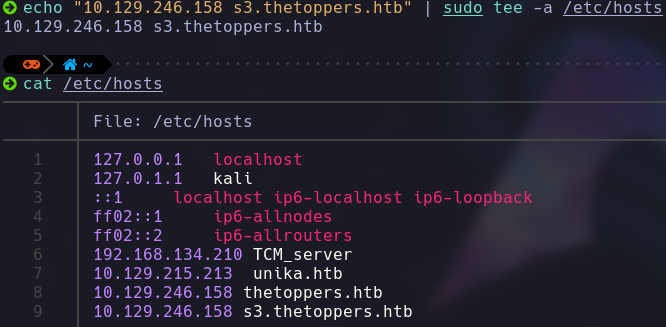 echo "10.129.246.158 s3.thetoppers.htb" | sudo tee -a /etc/hosts
10.129.246.158 s3.thetoppers.htb
~
cat /etc/hosts
File: /etc/hosts
1 127.0.0.1 localhost
2 127.0.1.1 kali
3 ::1 localhost ip6-localhost ip6-loopback
4 ff02::1 ip6-allnodes
5 ff02::2 ip6-allrouters
6 192.168.134.210 TCM_server
7 10.129.215.213 unika.htb
8 10.129.246.158 thetoppers.htb
9 10.129.246.158 s3.thetoppers.htb